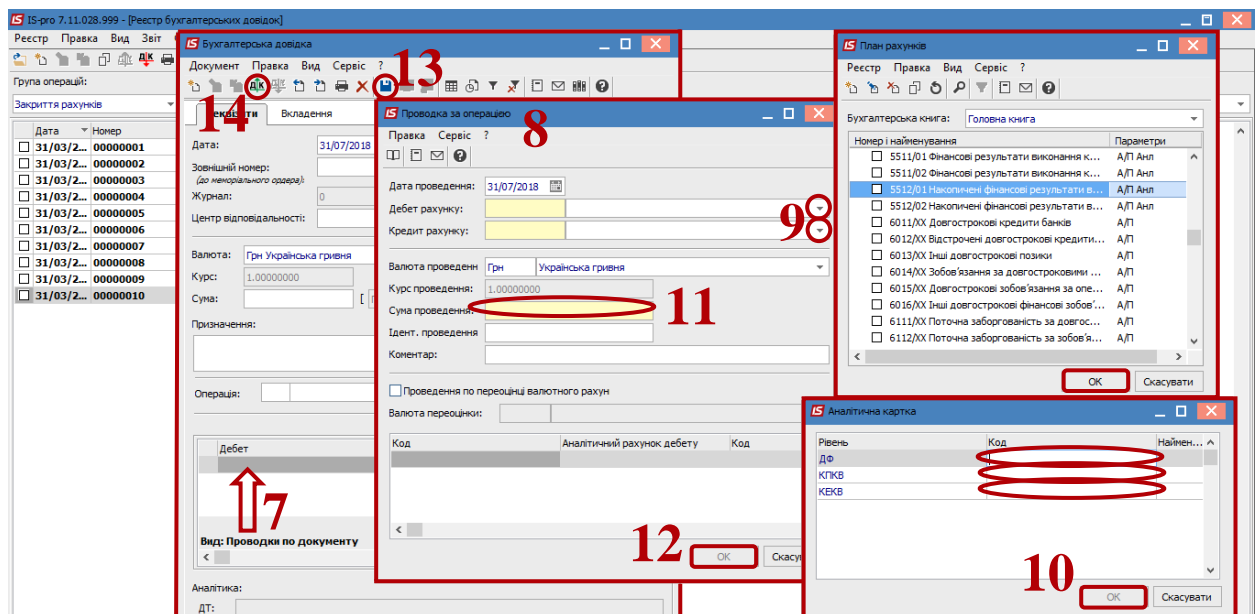 IS-pro 7.11.028.999 - [Реєстр бухгалтерських довідок]
Реєстр Правка Вид Звіт
Група операцій:
Закриття рахунків
Дата Номер
31/03/2... 00000001
31/03/2... 00000002
31/03/2... 00000003
31/03/2... 00000004
31/03/2... 00000005
31/03/2... 00000006
31/03/2... 00000007
31/03/2... 00000008
31/03/2... 00000009
31/03/2... 00000010
Бухгалтерська довідка
Документ Правка Вид Сервіс ?
13
14
Вкладення
Дата: 31/07/2018
Зовнішній номер:
(до меморіального ордера):
Журнал: 0
Центр відповідальності:
Валюта: Грн Українська гривня
Курс: 1.00000000
Сума: [
Призначення:
Операція:
Дебет
7
Вид: Проводки по документу
Аналітика:
ДТ:
Проводка за операцією
8
Правка Сервіс ?
Дата проведення: 31/07/2018
Дебет рахунку:
9
Кредит рахунку:
Валюта проведенн Грн Українська гривня
Курс проведення: 1.00000000
11
Сума проведення:
Ідент. проведення
Коментар:
Проведення по переоцінці валютного рахун
Валюта переоцінки:
Код Аналітичний рахунок дебету Код
12
ОК Скасув
План рахунків
Реєстр Правка Вид Сервіс ?
Бухгалтерська книга: Головна книга
Номер і найменування Параметри
5511/01 Фінансові результати виконання к... А/П Анл
5511/02 Фінансові результати виконання к... А/П Анл
5512/01 Накопичені фінансові результати в... А/П Анл
5512/02 Накопичені фінансові результати в... А/П Анл
6011/ХХ Довгострокові кредити банків А/П
6012/ХХ Відстрочені довгострокові кредити... А/П
6013/ХХ Інші довгострокові позики А/П
6014/ХХ Зобов'язання за довгостроковими ... А/П
6015/ХХ Довгострокові зобов'язання за опе... А/П
6016/ХХ Інші довгострокові фінансові зобов'... А/П
6111/ХХ Поточна заборгованість за довгос... А/П
6112/ХХ Поточна заборгованість за зобов'я... А/П
ОК Скасувати
Аналітична картка
Рівень Код Наймен...
ДФ
КПКВ
КЕКВ
10
ОК Скасувати